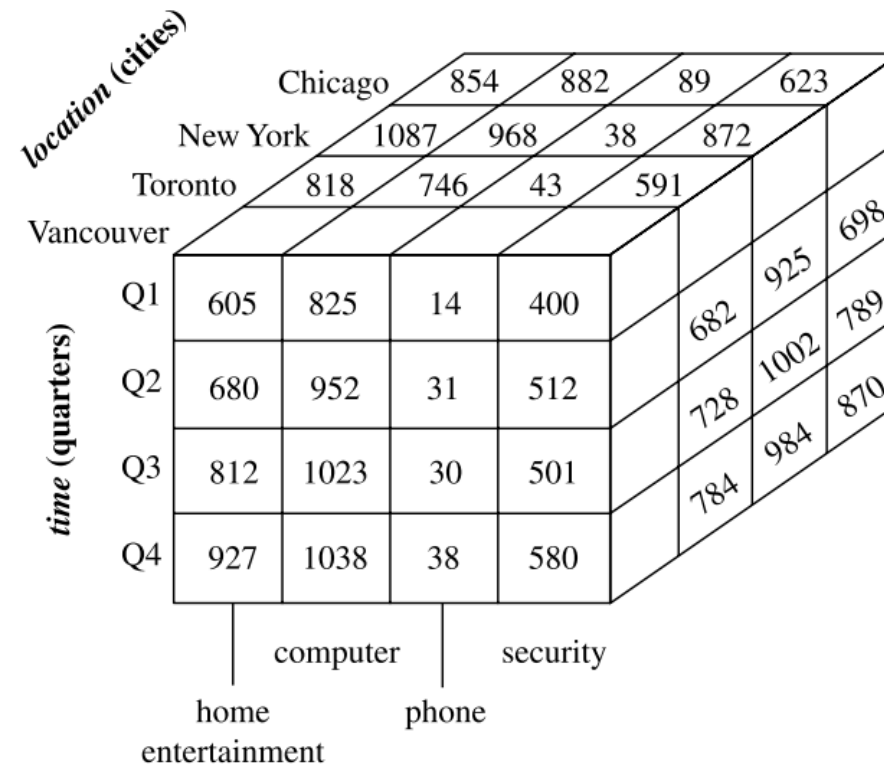 location (cities)
Chicago 854 882 89 623
New York 1087 968 38 872
Toronto 818 746 43 591
Vancouver
Q1 605 825 14 400
Q2 680 952 31 512
Q3 812 1023 30 501
Q4 927 1038 38 580
682 925 698
728 1002 789
784 984 870
time (quarters)
computer security
home phone
entertainment